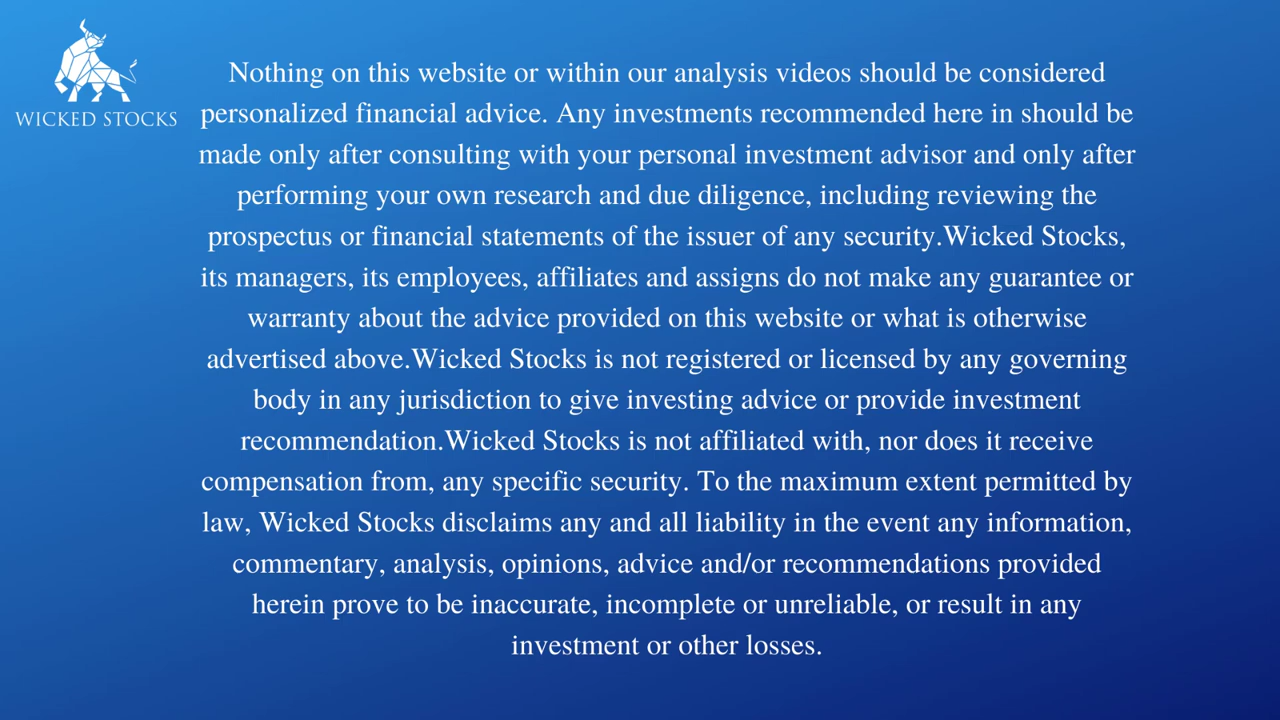 WICKED STOCKS
Nothing on this website or within our analysis videos should be considered
personalized financial advice. Any investments recommended here in should be
made only after consulting with your personal investment advisor and only after
performing your own research and due diligence, including reviewing the
prospectus or financial statements of the issuer of any security.Wicked Stocks,
its managers, its employees, affiliates and assigns do not make any guarantee or
warranty about the advice provided on this website or what is otherwise
advertised above.Wicked Stocks is not registered or licensed by any governing
body in any jurisdiction to give investing advice or provide investment
recommendation.Wicked Stocks is not affiliated with, nor does it receive
compensation from, any specific security. To the maximum extent permitted by
law, Wicked Stocks disclaims any and all liability in the event any information,
commentary, analysis, opinions, advice and/or recommendations provided
herein prove to be inaccurate, incomplete or unreliable, or result in any
investment or other losses.